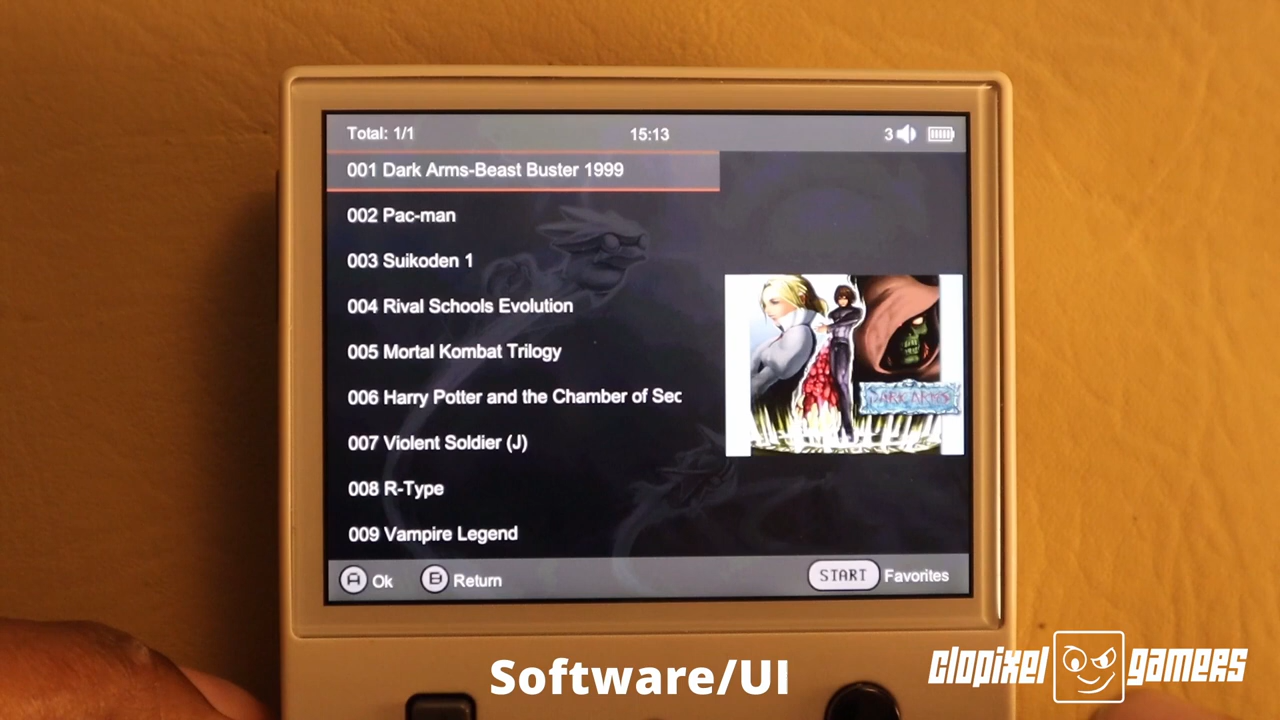 Total: 1/1
15:13
3
001 Dark Arms-Beast Buster 1999
002 Pac-man
003 Suikoden 1
004 Rival Schools Evolution
005 Mortal Kombat Trilogy
006 Harry Potter and the Chamber of Sec
007 Violent Soldier (J)
008 R-Type
009 Vampire Legend
DARK ARMS
A Ok
B Return
START Favorites
Software/UI
clopixel gamers